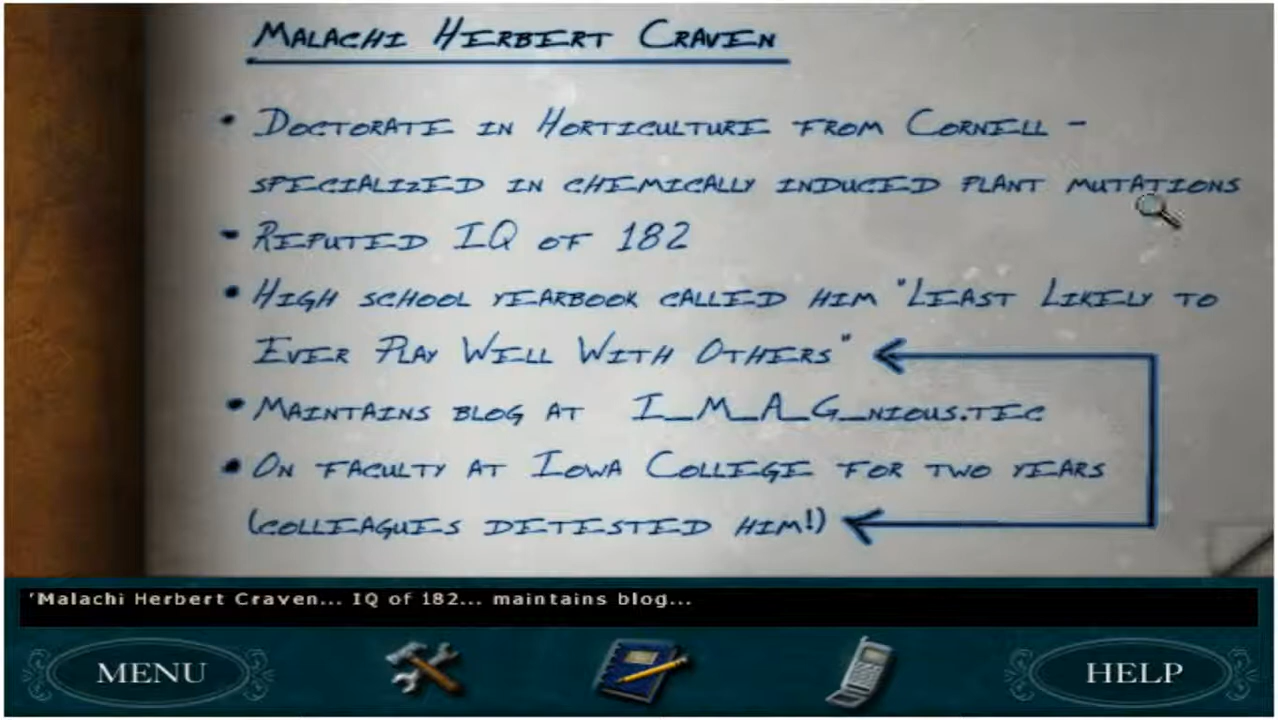 MALACHI HERBERT CRAVEN
• DOCTORATE IN HORTICULTURE FROM CORNELL -
SPECIALIZED IN CHEMICALLY INDUCED PLANT MUTATIONS
• REPUTED IQ OF 182
• HIGH SCHOOL YEARBOOK CALLED HIM "LEAST LIKELY TO
EVER PLAY WELL WITH OTHERS"
• MAINTAINS BLOG AT I_M_A_G_NIOUS.TEC
• ON FACULTY AT IOWA COLLEGE FOR TWO YEARS
(COLLEAGUES DETESTED HIM!)
'Malachi Herbert Craven... IQ of 182... maintains blog...
MENU
HELP